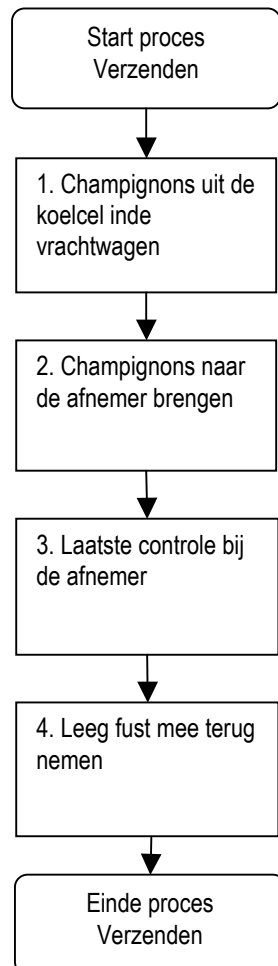 Start proces
Verzenden
1. Champignons uit de
koelcel inde
vrachtwagen
2. Champignons naar
de afnemer brengen
3. Laatste controle bij
de afnemer
4. Leeg fust mee terug
nemen
Einde proces
Verzenden